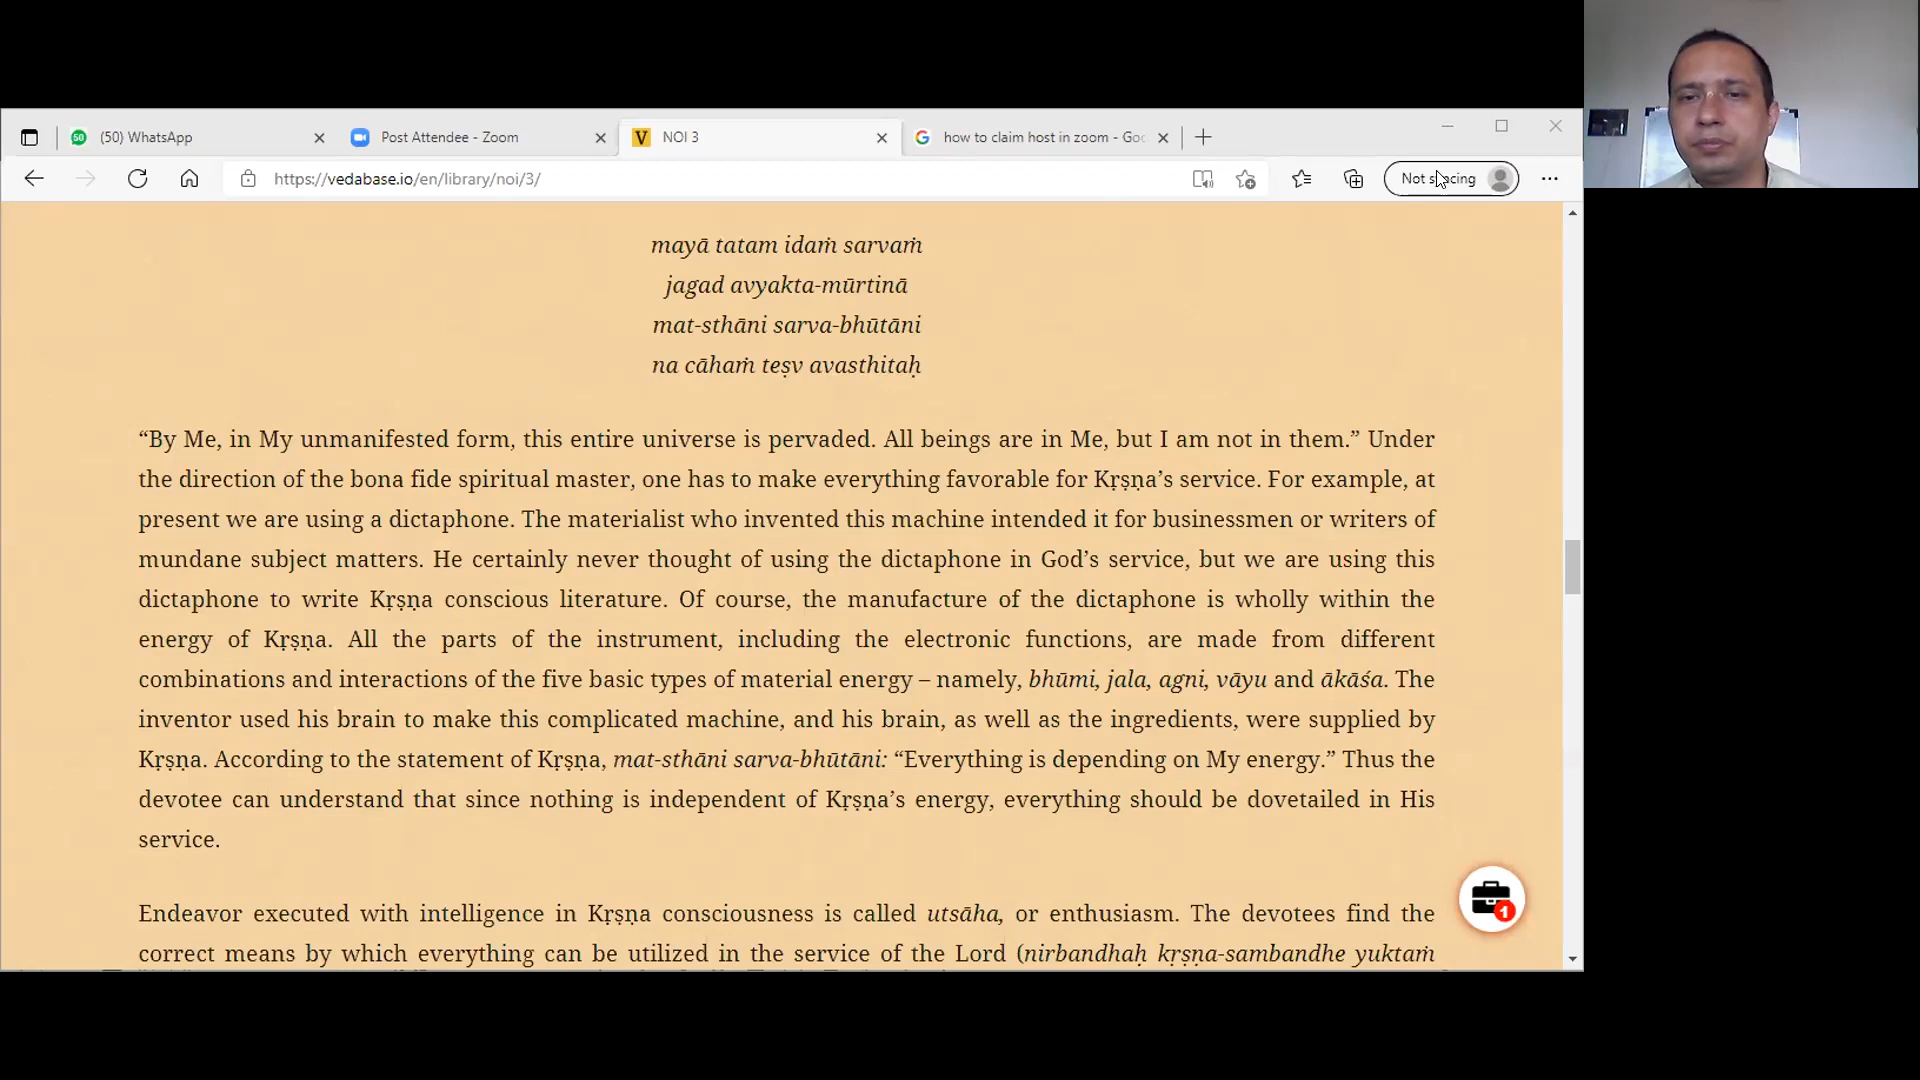 (50) WhatsApp
Post Attendee - Zoom
NOI 3
how to claim host in zoom - Goo
https://vedabase.io/en/library/noi/3/
Not s cing
mayā tatam idaṁ sarvaṁ
jagad avyakta-mūrtinā
mat-sthāni sarva-bhūtāni
na cāhaṁ teṣv avasthitaḥ
“By Me, in My unmanifested form, this entire universe is pervaded. All beings are in Me, but I am not in them.” Under
the direction of the bona fide spiritual master, one has to make everything favorable for Kṛṣṇa’s service. For example, at
present we are using a dictaphone. The materialist who invented this machine intended it for businessmen or writers of
mundane subject matters. He certainly never thought of using the dictaphone in God’s service, but we are using this
dictaphone to write Kṛṣṇa conscious literature. Of course, the manufacture of the dictaphone is wholly within the
energy of Kṛṣṇa. All the parts of the instrument, including the electronic functions, are made from different
combinations and interactions of the five basic types of material energy – namely, bhūmi, jala, agni, vāyu and ākāśa. The
inventor used his brain to make this complicated machine, and his brain, as well as the ingredients, were supplied by
Kṛṣṇa. According to the statement of Kṛṣṇa, mat-sthāni sarva-bhūtāni: “Everything is depending on My energy.” Thus the
devotee can understand that since nothing is independent of Kṛṣṇa’s energy, everything should be dovetailed in His
service.
1
Endeavor executed with intelligence in Kṛṣṇa consciousness is called utsāha, or enthusiasm. The devotees find the
correct means by which everything can be utilized in the service of the Lord (nirbandhaḥ kṛṣṇa-sambandhe yuktaṁ